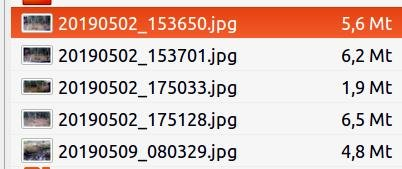 20190502_153650.jpg 5,6 Mt
20190502_153701.jpg 6,2 Mt
20190502_175033.jpg 1,9 Mt
20190502_175128.jpg 6,5 Mt
20190509_080329.jpg 4,8 Mt